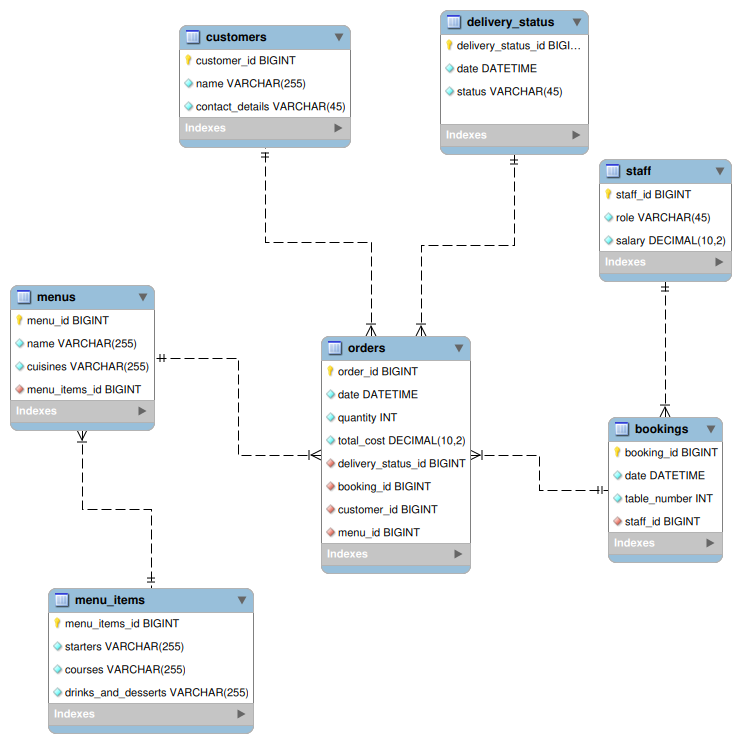 customers
customer_id BIGINT
name VARCHAR(255)
contact_details VARCHAR(45)
Indexes
delivery_status
delivery_status_id BIGI...
date DATETIME
status VARCHAR(45)
Indexes
staff
staff_id BIGINT
role VARCHAR(45)
salary DECIMAL(10,2)
Indexes
menus
menu_id BIGINT
name VARCHAR(255)
cuisines VARCHAR(255)
menu_items_id BIGINT
Indexes
orders
order_id BIGINT
date DATETIME
quantity INT
total_cost DECIMAL(10,2)
delivery_status_id BIGINT
booking_id BIGINT
customer_id BIGINT
menu_id BIGINT
Indexes
bookings
booking_id BIGINT
date DATETIME
table_number INT
staff_id BIGINT
Indexes
menu_items
menu_items_id BIGINT
starters VARCHAR(255)
courses VARCHAR(255)
drinks_and_desserts VARCHAR(255)
Indexes